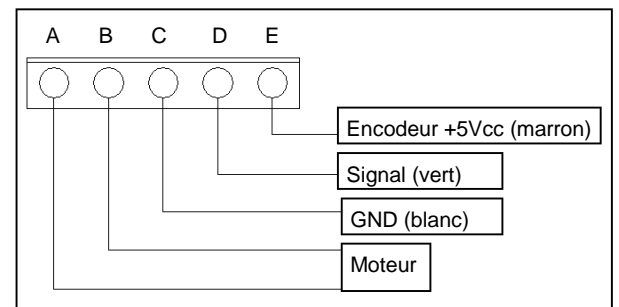 A B C D E
Encodeur +5Vcc (marron)
Signal (vert)
GND (blanc)
Moteur